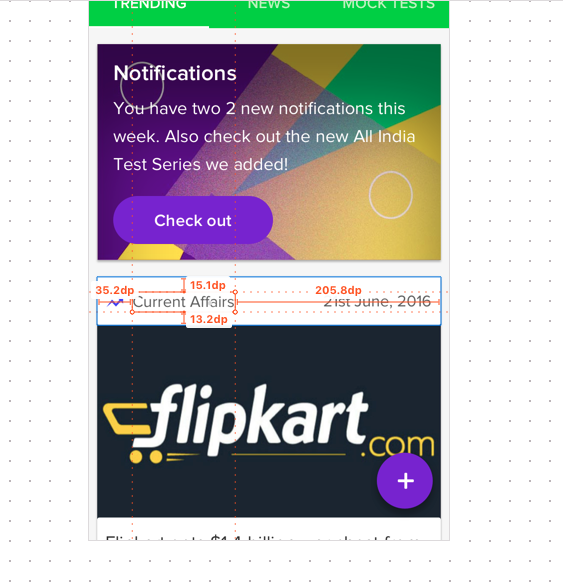 TRENDING NEWS MOCK TESTS
Notifications
You have two 2 new notifications this
week. Also check out the new All India
Test Series we added!
Check out
15.1dp
35.2dp 205.8dp
Current Affairs 21st June, 2016
13.2dp
flipkart
.com
+